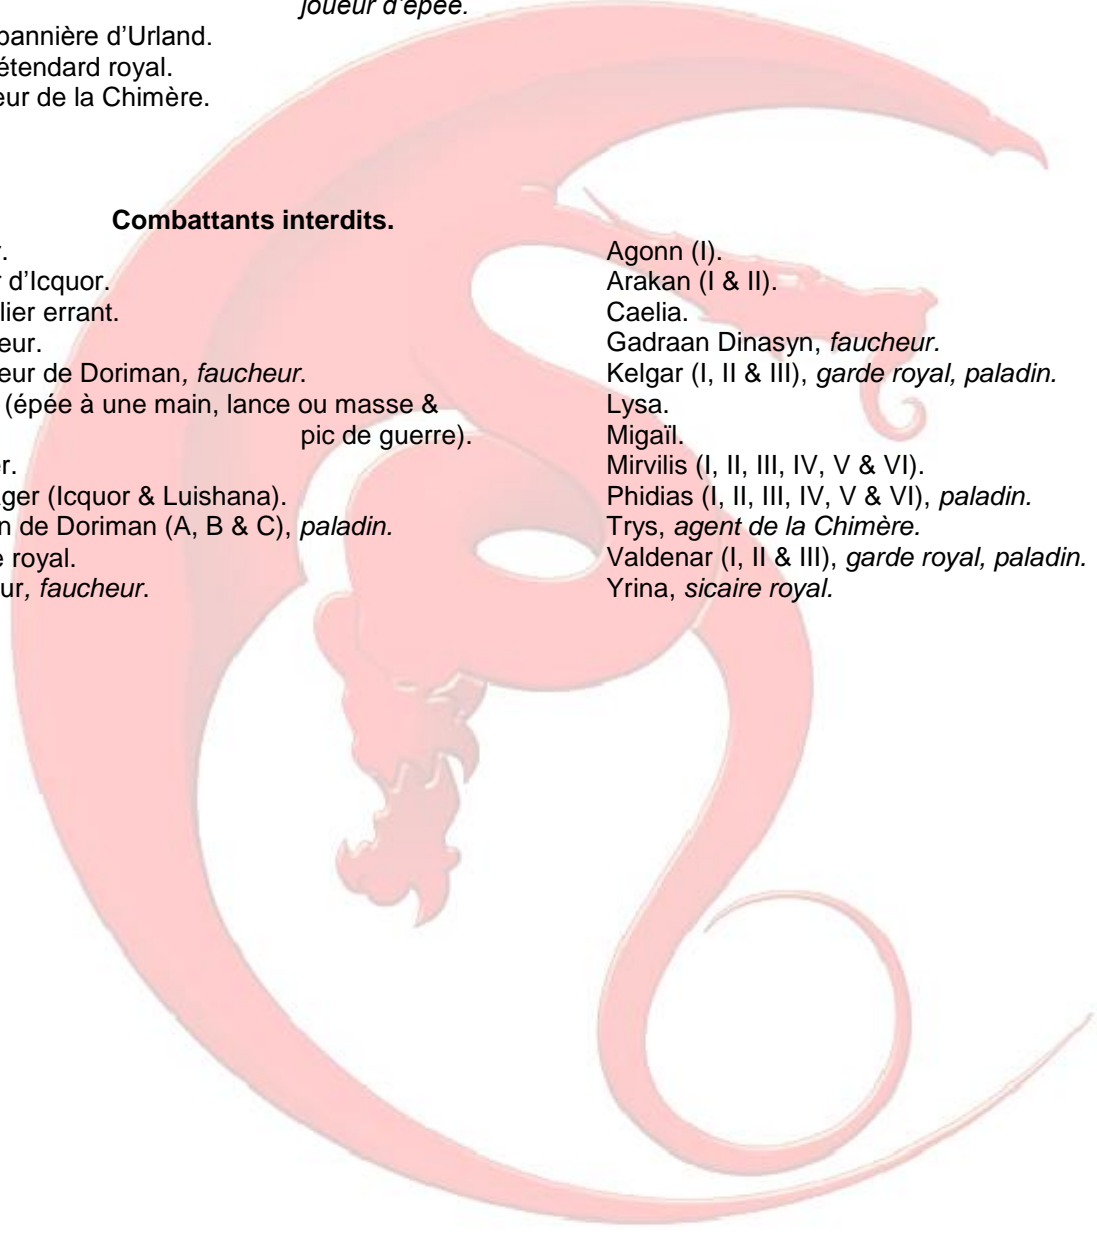 joueur d'épée.
bannière d’Urland.
étendard royal.
eur de la Chimère.
Combattants interdits.
r.
r d’Icquor.
lier errant.
eur.
eur de Doriman, faucheur.
(épée à une main, lance ou masse &
pic de guerre).
er.
ger (Icquor & Luishana).
n de Doriman (A, B & C), paladin.
e royal.
ur, faucheur.
Agonn (I).
Arakan (I & II).
Caelia.
Gadraan Dinasyn, faucheur.
Kelgar (I, II & III), garde royal, paladin.
Lysa.
Migaïl.
Mirvilis (I, II, III, IV, V & VI).
Phidias (I, II, III, IV, V & VI), paladin.
Trys, agent de la Chimère.
Valdenar (I, II & III), garde royal, paladin.
Yrina, sicaire royal.